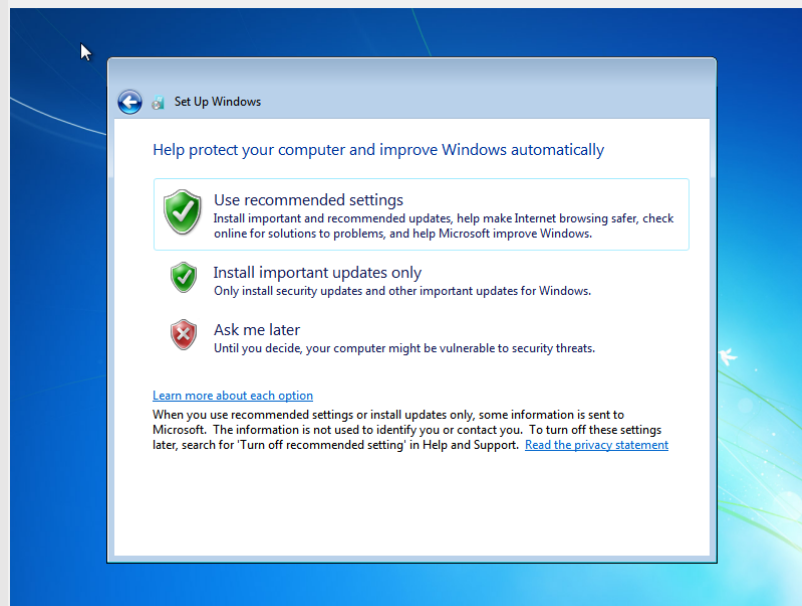 Set Up Windows
Help protect your computer and improve Windows automatically
Use recommended settings
Install important and recommended updates, help make Internet browsing safer, check
online for solutions to problems, and help Microsoft improve Windows.
Install important updates only
Only install security updates and other important updates for Windows.
Ask me later
Until you decide, your computer might be vulnerable to security threats.
Learn more about each option
When you use recommended settings or install updates only, some information is sent to
Microsoft. The information is not used to identify you or contact you. To turn off these settings
later, search for 'Turn off recommended setting' in Help and Support. Read the privacy statement